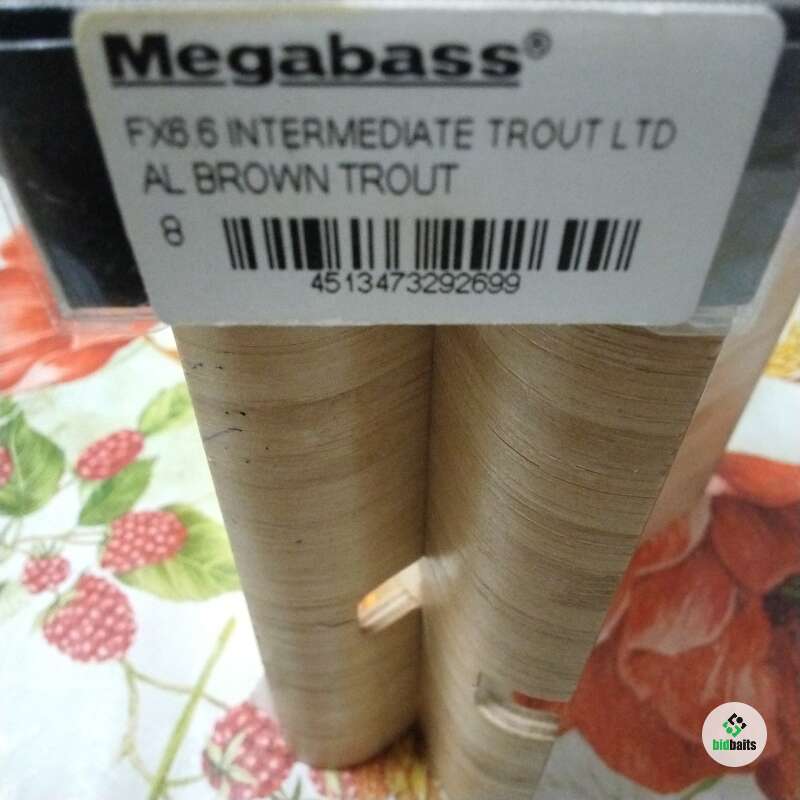 Megabass®
FX6.6 INTERMEDIATE TROUT LTD
AL BROWN TROUT
8
4513473292699
bidbaits